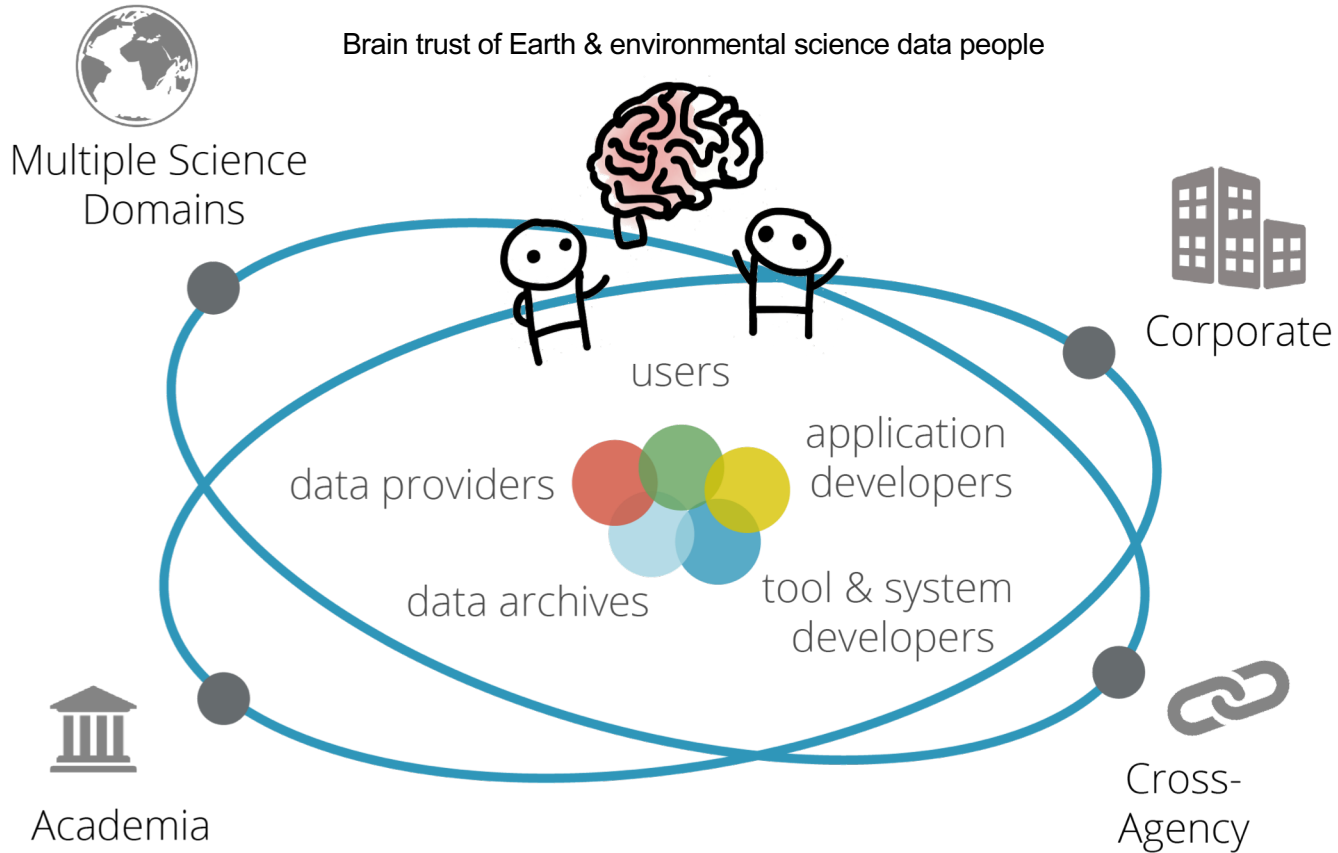 Brain trust of Earth & environmental science data people
Multiple Science
Domains
Corporate
users
application
developers
data providers
data archives
tool & system
developers
Academia
Cross-
Agency